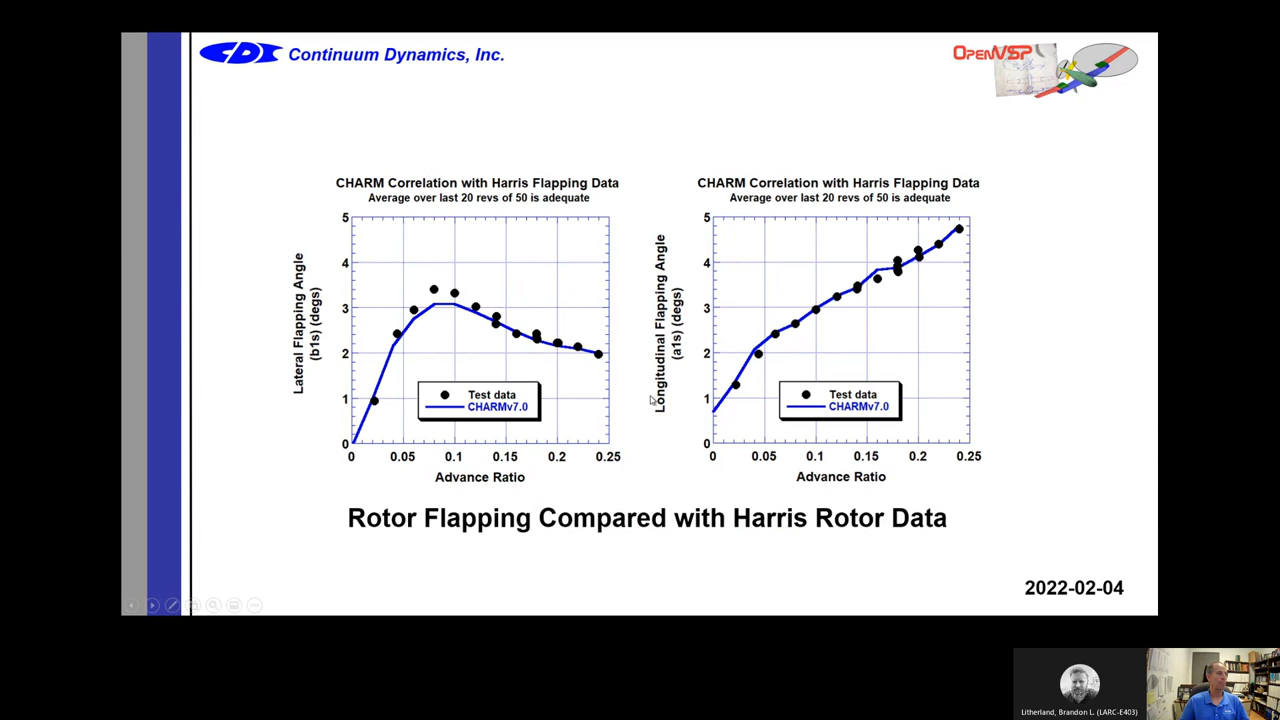 CDI Continuum Dynamics, Inc.
OPENVSP
CHARM Correlation with Harris Flapping Data
Average over last 20 revs of 50 is adequate
Lateral Flapping Angle
(b1s) (degs)
5
4
3
2
1
0
Test data
CHARMv7.0
0 0.05 0.1 0.15 0.2 0.25
Advance Ratio
CHARM Correlation with Harris Flapping Data
Average over last 20 revs of 50 is adequate
Longitudinal Flapping Angle
(a1s) (degs)
5
4
3
2
1
0
Test data
CHARMv7.0
0 0.05 0.1 0.15 0.2 0.25
Advance Ratio
Rotor Flapping Compared with Harris Rotor Data
2022-02-04
Litherland, Brandon L. (LARC-E403)